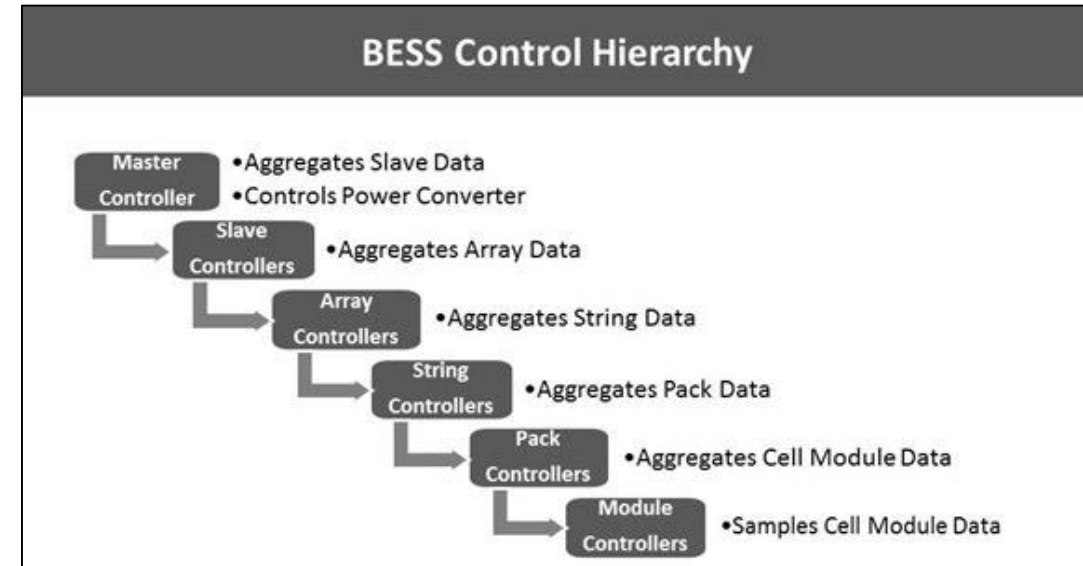 BESS Control Hierarchy
Master
Controller
•Aggregates Slave Data
•Controls Power Converter
Slave
Controllers
•Aggregates Array Data
Array
Controllers
•Aggregates String Data
String
Controllers
•Aggregates Pack Data
Pack
Controllers
•Aggregates Cell Module Data
Module
Controllers
•Samples Cell Module Data